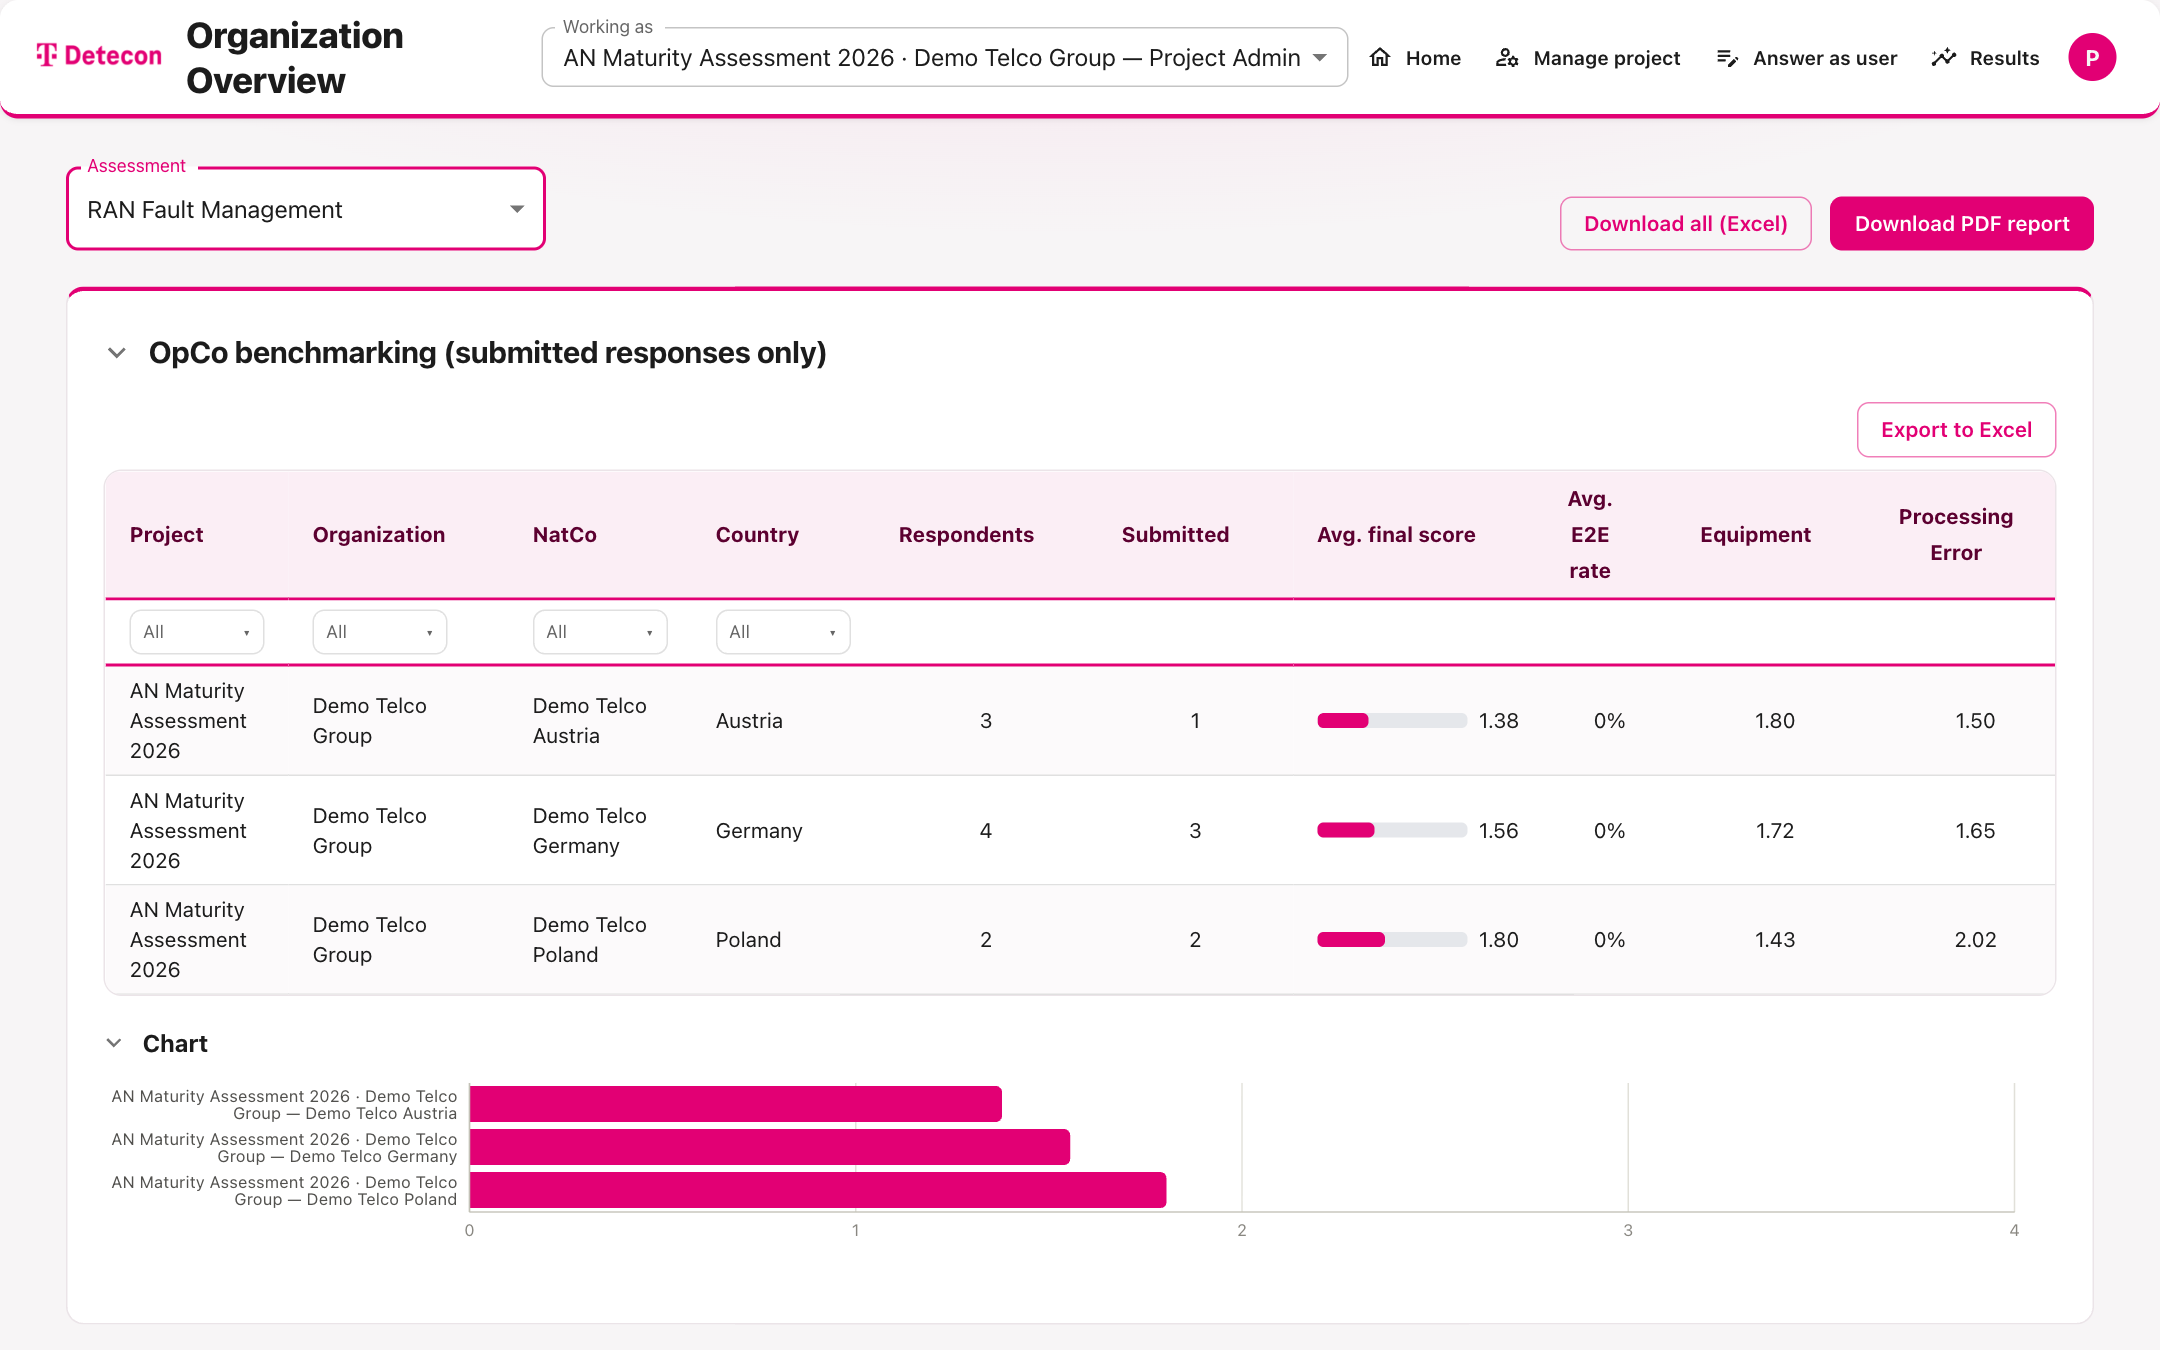 Detecon
Organization
Overview
Working as
AN Maturity Assessment 2026 · Demo Telco Group — Project Admin
Home
Manage project
Answer as user
Results
P
Assessment
RAN Fault Management
Download all (Excel)
Download PDF report
OpCo benchmarking (submitted responses only)
Export to Excel
Project
Organization
NatCo
Country
Respondents
Submitted
Avg. final score
Avg.
E2E
rate
Equipment
Processing
Error
All
All
All
All
AN Maturity
Assessment
2026
Demo Telco
Group
Demo Telco
Austria
Austria
3
1
1.38
0%
1.80
1.50
AN Maturity
Assessment
2026
Demo Telco
Group
Demo Telco
Germany
Germany
4
3
1.56
0%
1.72
1.65
AN Maturity
Assessment
2026
Demo Telco
Group
Demo Telco
Poland
Poland
2
2
1.80
0%
1.43
2.02
Chart
AN Maturity Assessment 2026 · Demo Telco
Group — Demo Telco Austria
AN Maturity Assessment 2026 · Demo Telco
Group — Demo Telco Germany
AN Maturity Assessment 2026 · Demo Telco
Group — Demo Telco Poland
0
1
2
3
4